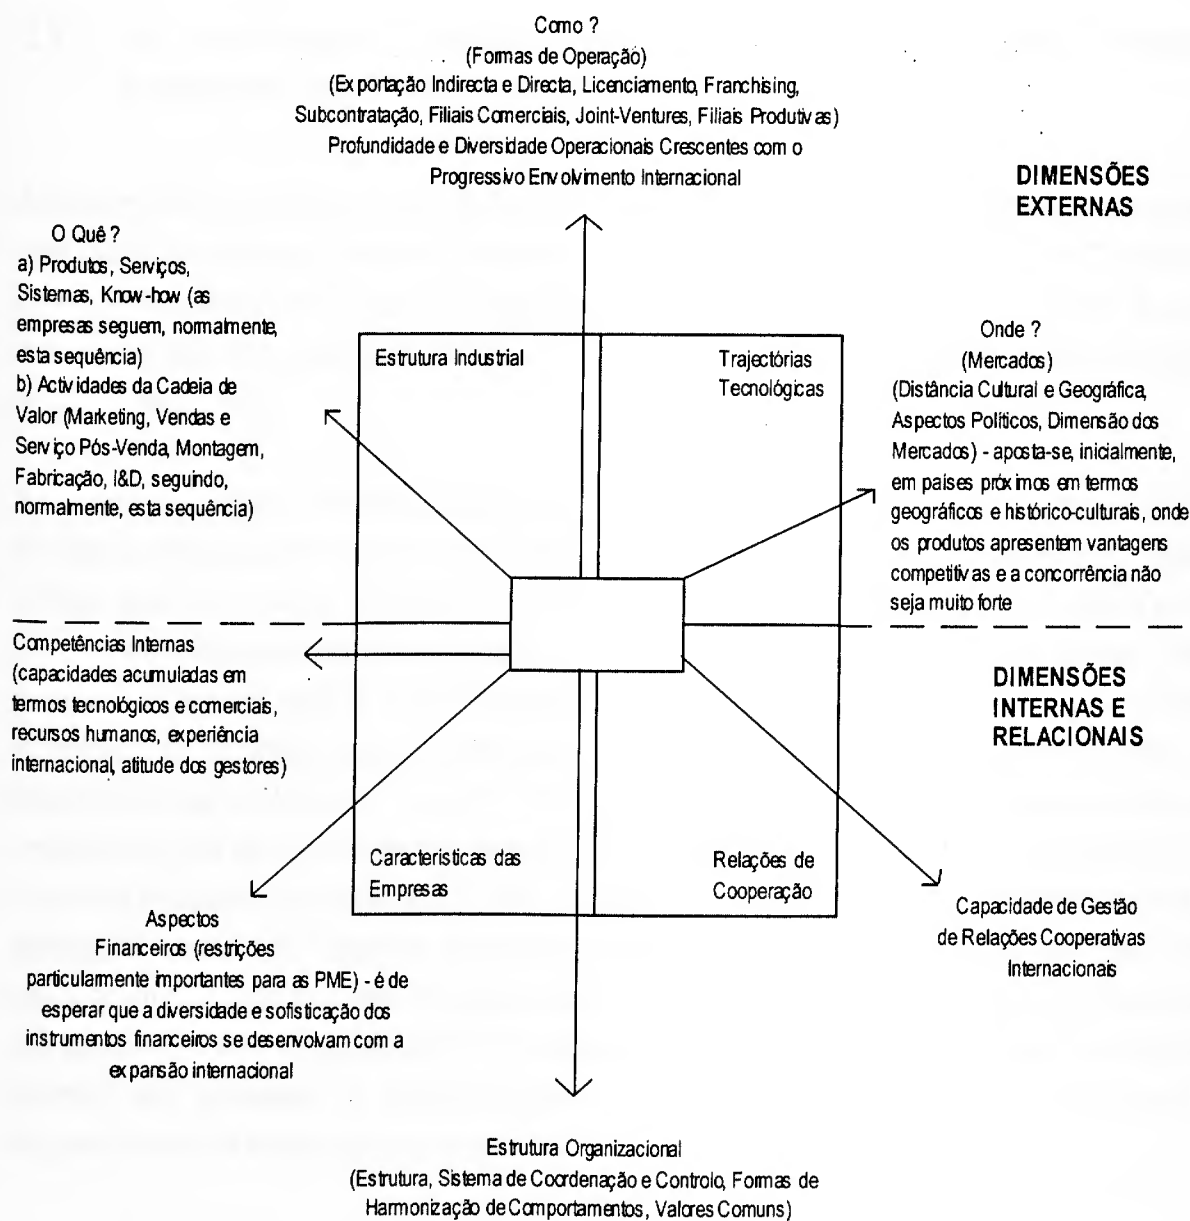 Como ?
(Formas de Operação)
(Exportação Indirecta e Directa, Licenciamento, Franchising,
Subcontratação, Filiais Comerciais, Joint-Ventures, Filiais Produtivas)
Profundidade e Diversidade Operacionais Crescentes com o
Progressivo Envolvimento Internacional
DIMENSÕES
EXTERNAS
O Quê ?
a) Produtos, Serviços,
Sistemas, Know-how (as
empresas seguem, normalmente,
esta sequência)
b) Actividades da Cadeia de
Valor (Marketing, Vendas e
Serviço Pós-Venda, Montagem,
Fabricação, I&D, seguindo,
normalmente, esta sequência)
Estrutura Industrial
Trajectórias
Tecnológicas
Onde ?
(Mercados)
(Distância Cultural e Geográfica,
Aspectos Políticos, Dimensão dos
Mercados) - aposta-se, inicialmente,
em países próximos em termos
geográficos e histórico-culturais, onde
os produtos apresentem vantagens
competitivas e a concorrência não
seja muito forte
Competências Internas
(capacidades acumuladas em
termos tecnológicos e comerciais,
recursos humanos, experiência
internacional, atitude dos gestores)
DIMENSÕES
INTERNAS E
RELACIONAIS
Características das
Empresas
Relações de
Cooperação
Aspectos
Financeiros (restrições
particularmente importantes para as PME) - é de
esperar que a diversidade e sofisticação dos
instrumentos financeiros se desenvolvam com a
expansão internacional
Capacidade de Gestão
de Relações Cooperativas
Internacionais
Estrutura Organizacional
(Estrutura, Sistema de Coordenação e Controlo, Formas de
Harmonização de Comportamentos, Valores Comuns)